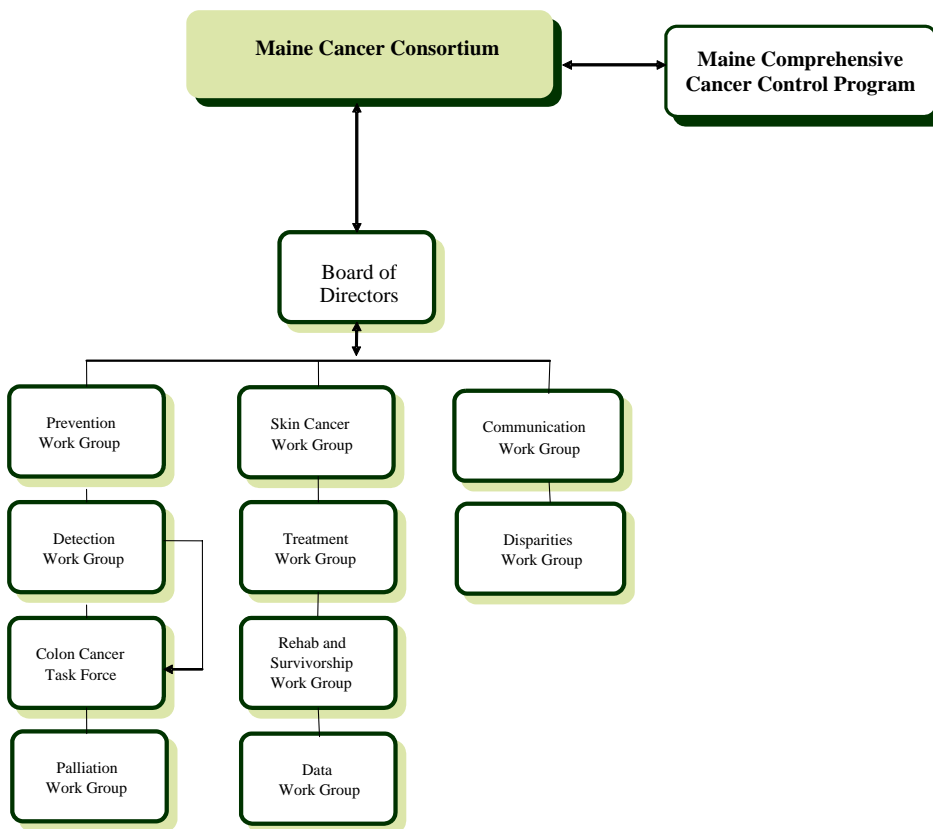 Maine Cancer Consortium
Maine Comprehensive
Cancer Control Program
Board of
Directors
Prevention
Work Group
Skin Cancer
Work Group
Communication
Work Group
Detection
Work Group
Treatment
Work Group
Disparities
Work Group
Colon Cancer
Task Force
Rehab and
Survivorship
Work Group
Palliation
Work Group
Data
Work Group